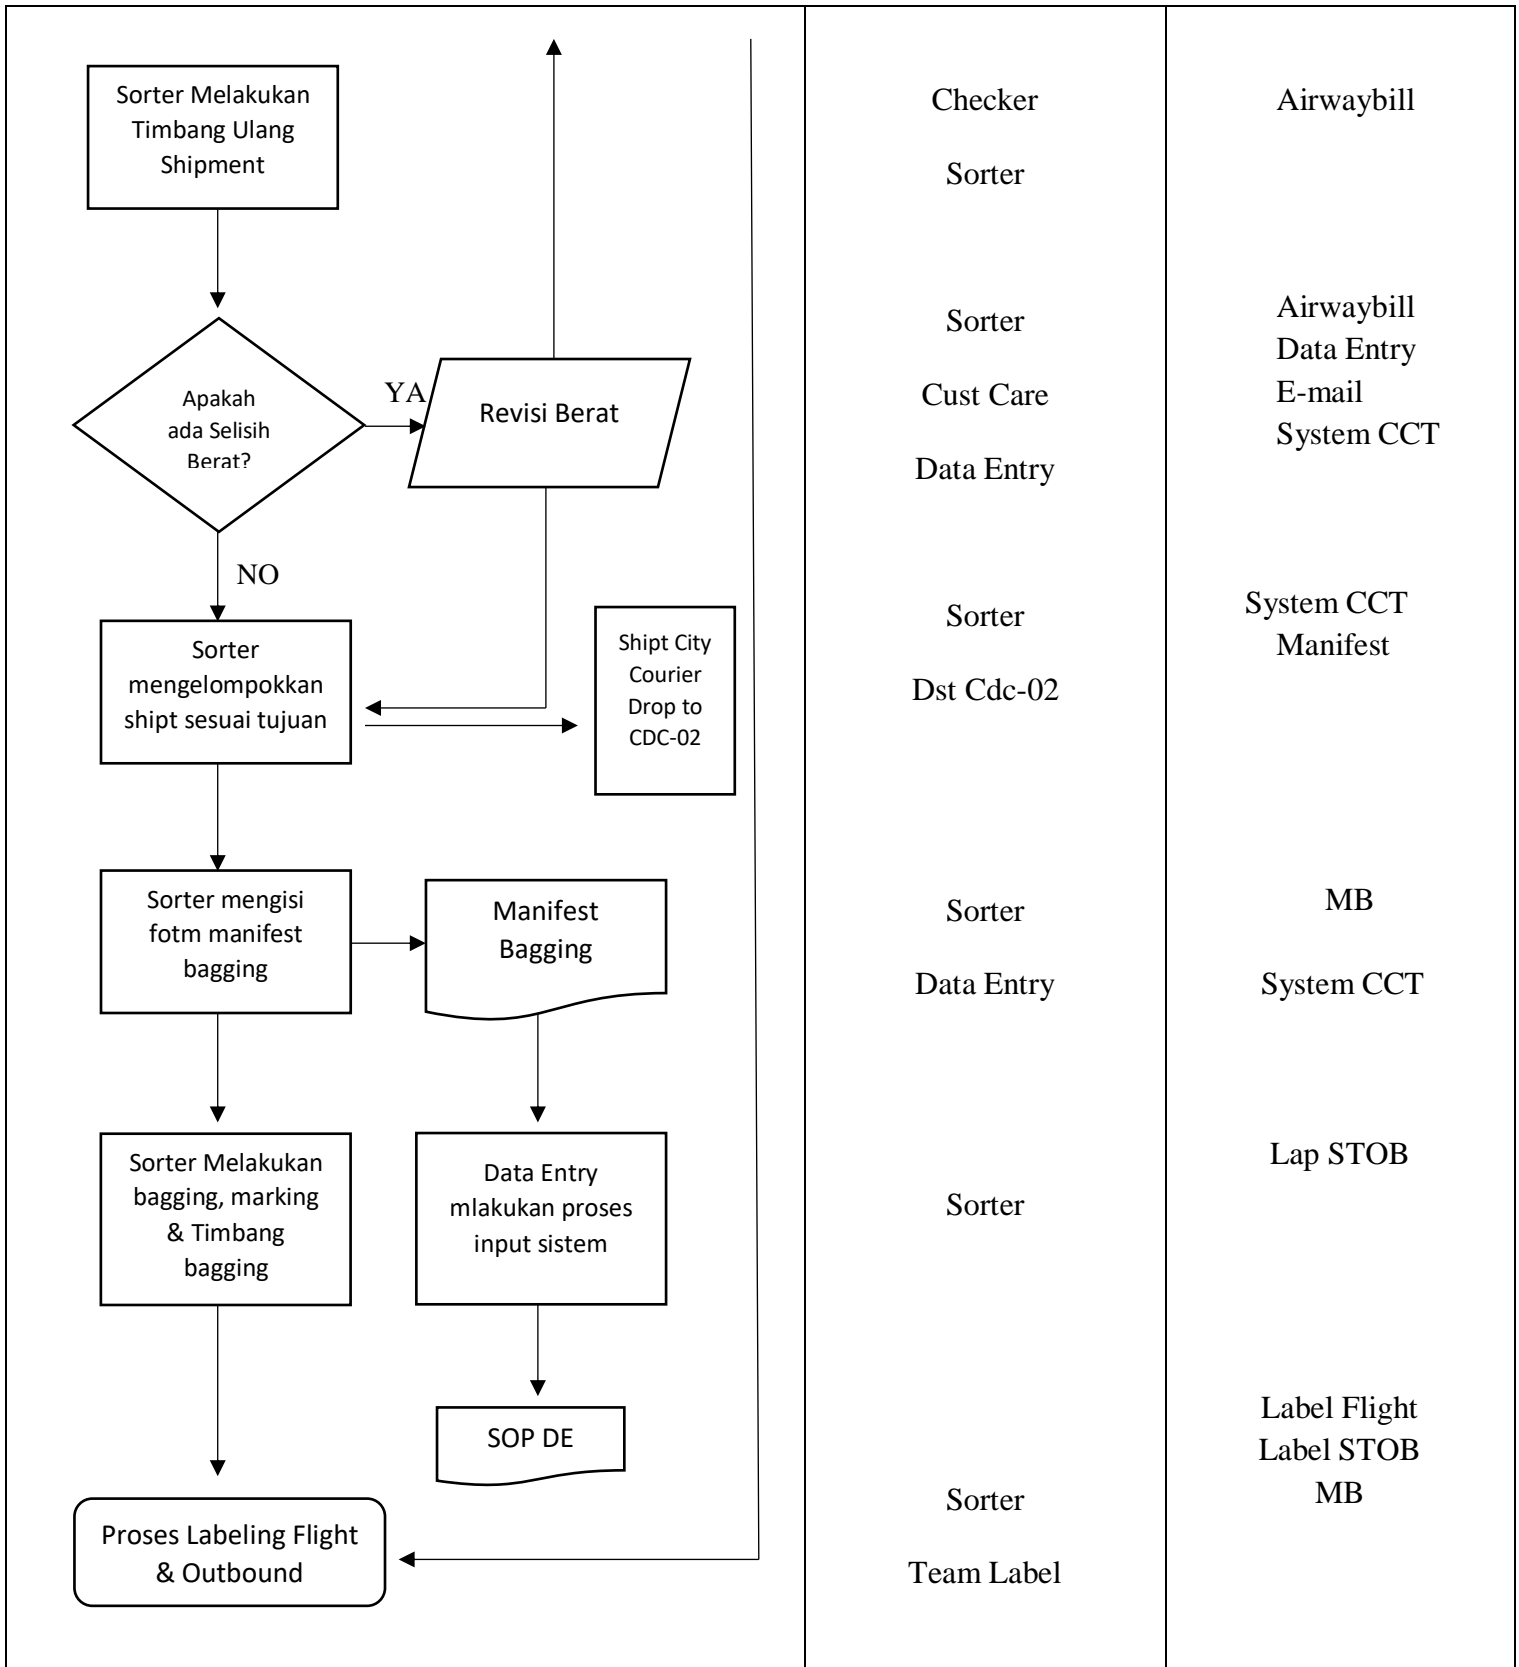 Sorter Melakukan
Timbang Ulang
Shipment
Checker
Airwaybill
Sorter
Apakah
ada Selisih
Berat?
YA
Revisi Berat
Sorter
Cust Care
Data Entry
Airwaybill
Data Entry
E-mail
System CCT
NO
Sorter
mengelompokkan
shipt sesuai tujuan
Shipt City
Courier
Drop to
CDC-02
Sorter
Dst Cdc-02
System CCT
Manifest
Sorter mengisi
fotm manifest
bagging
Manifest
Bagging
Sorter
Data Entry
MB
System CCT
Sorter Melakukan
bagging, marking
& Timbang
bagging
Data Entry
mlakukan proses
input sistem
Sorter
Lap STOB
SOP DE
Label Flight
Label STOB
MB
Proses Labeling Flight
& Outbound
Sorter
Team Label